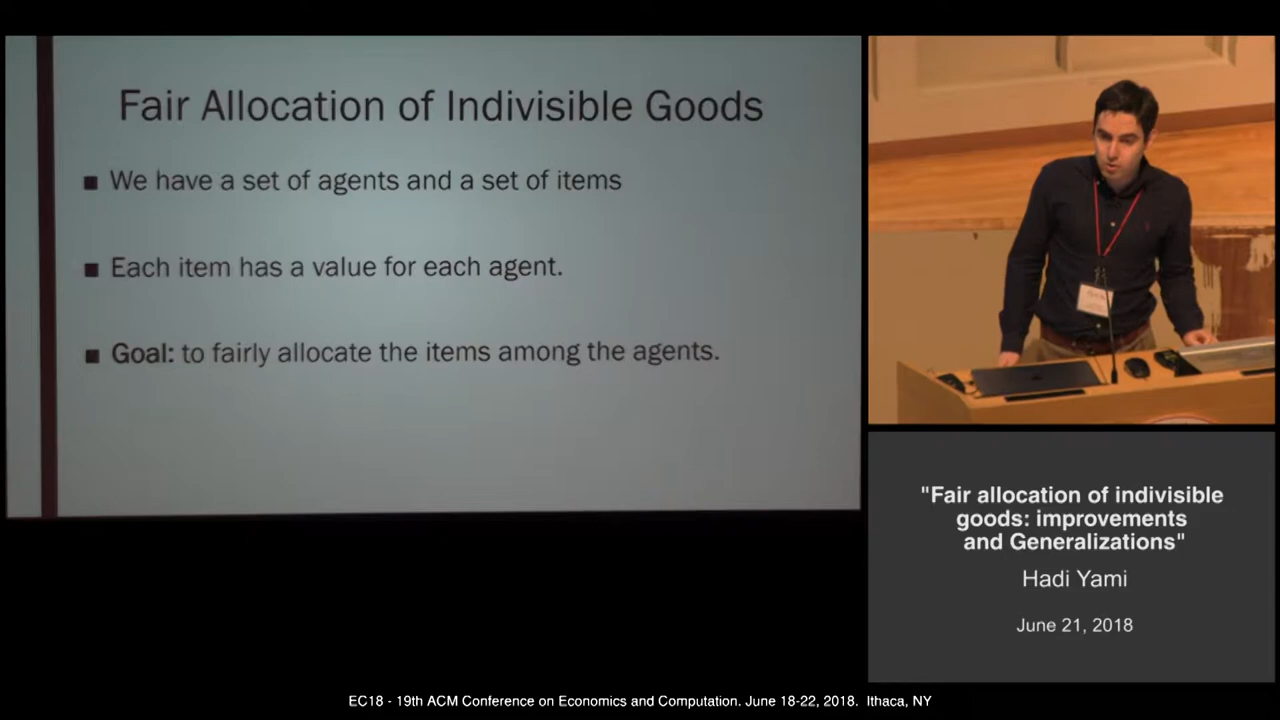 Fair Allocation of Indivisible Goods
■ We have a set of agents and a set of items
■ Each item has a value for each agent.
■ Goal: to fairly allocate the items among the agents.
"Fair allocation of indivisible
goods: improvements
and Generalizations"
Hadi Yami
June 21, 2018
EC18 - 19th ACM Conference on Economics and Computation. June 18-22, 2018. Ithaca, NY